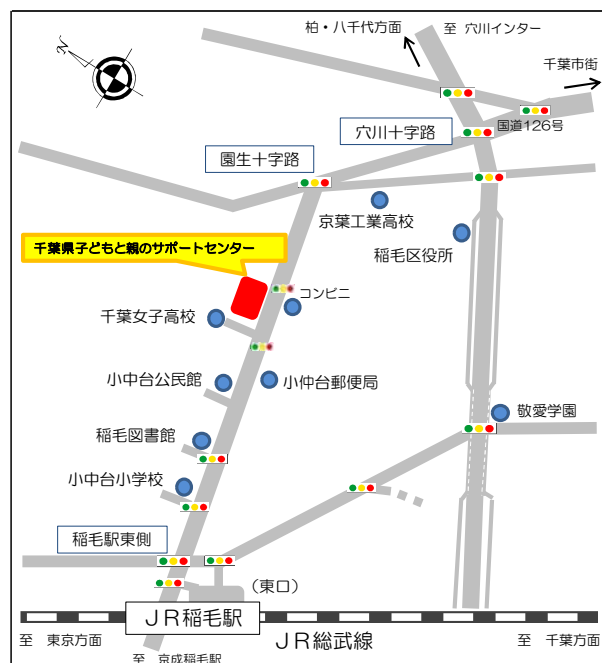 柏・八千代方面
至 穴川インター
千葉市街
N
穴川十字路
国道126号
園生十字路
京葉工業高校
稲毛区役所
千葉県子どもと親のサポートセンター
コンビニ
千葉女子高校
小中台公民館
小仲台郵便局
敬愛学園
稲毛図書館
小中台小学校
稲毛駅東側
(東口)
JR稲毛駅
JR総武線
至 東京方面
至 千葉方面
至 京成稲毛駅